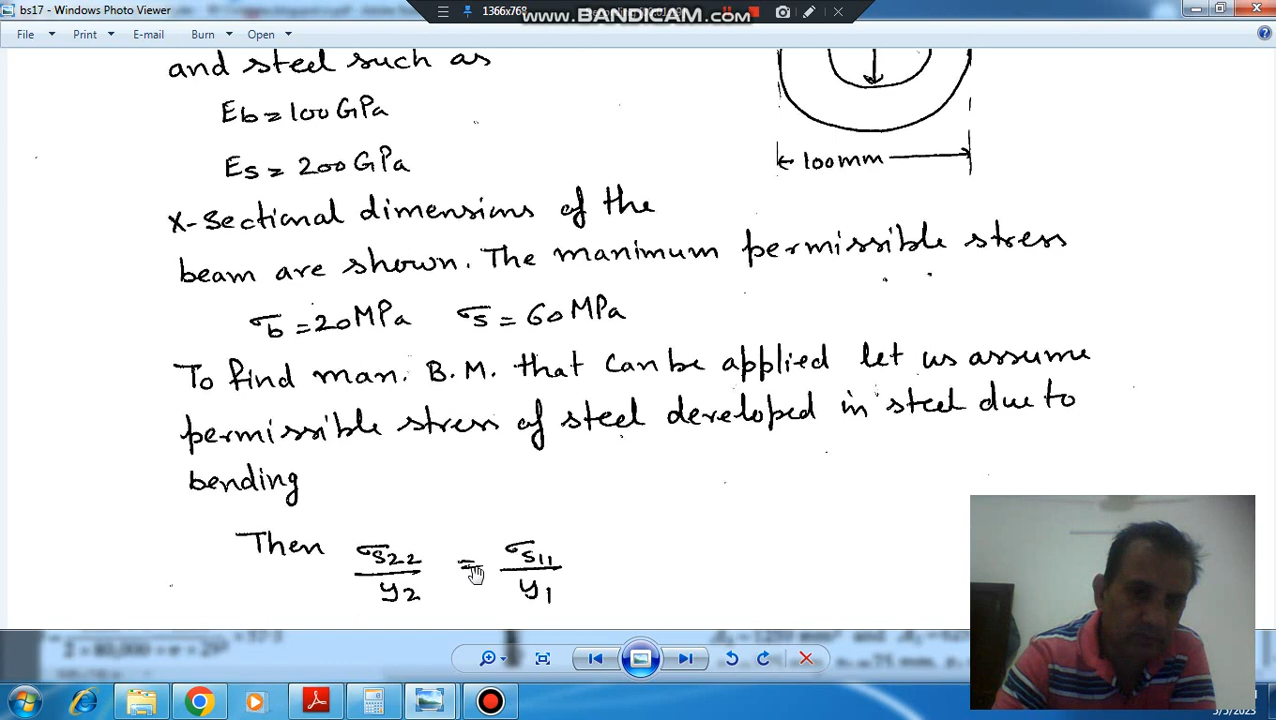 bs17 - Windows Photo Viewer
1366x768
www.BANDICAM.com
File Print E-mail Burn Open
and steel such as
Eb = 100 GPa
Es = 200 GPa
100mm
X-Sectional dimensions of the
beam are shown. The manimum permissible stress
σb = 20 MPa σs = 60 MPa
To find man. B.M. that can be applied let us assume
permissible stress of steel developed in steel due to
bending
Then σs22 / y2 = σs11 / y1